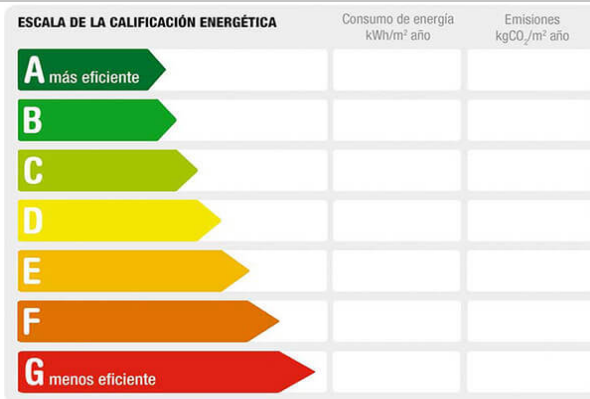 ESCALA DE LA CALIFICACIÓN ENERGÉTICA
Consumo de energía
kWh/m² año
Emisiones
kgCO₂/m² año
A más eficiente
B
C
D
E
F
G menos eficiente